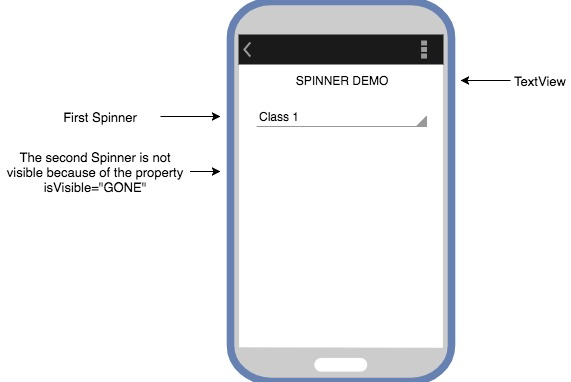 SPINNER DEMO
TextView
First Spinner
Class 1
The second Spinner is not
visible because of the property
isVisible="GONE"